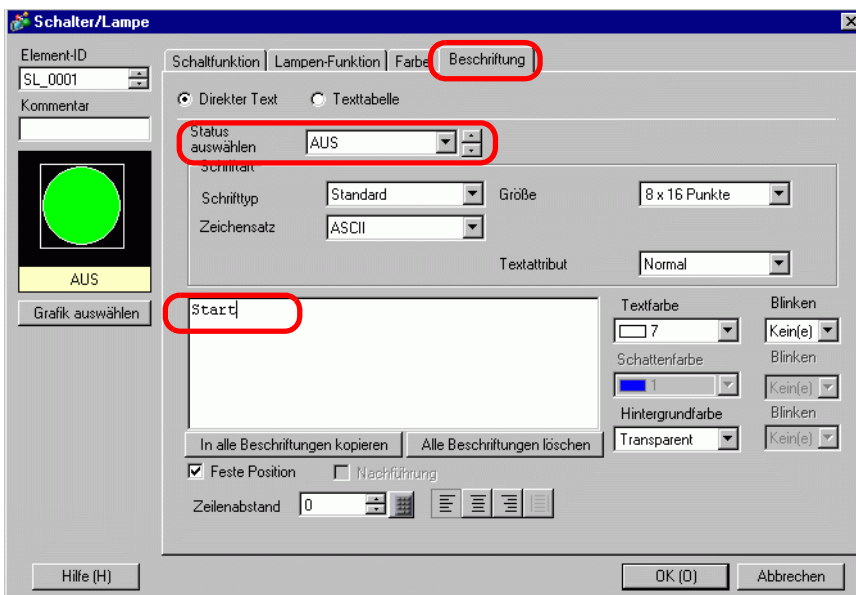 Schalter/Lampe
Element-ID
SL_0001
Kommentar
AUS
Grafik auswählen
Schaltfunktion Lampen-Funktion Farbe Beschriftung
Direkter Text Texttabelle
Status auswählen AUS
Schriftart
Schrifttyp Standard Größe 8 x 16 Punkte
Zeichensatz ASCII
Textattribut Normal
Start
Textfarbe Blinken
7 Kein(e)
Schattenfarbe Blinken
1 Kein(e)
Hintergrundfarbe Blinken
Transparent Kein(e)
In alle Beschriftungen kopieren Alle Beschriftungen löschen
Feste Position Nachführung
Zeilenabstand 0
Hilfe (H) OK (O) Abbrechen